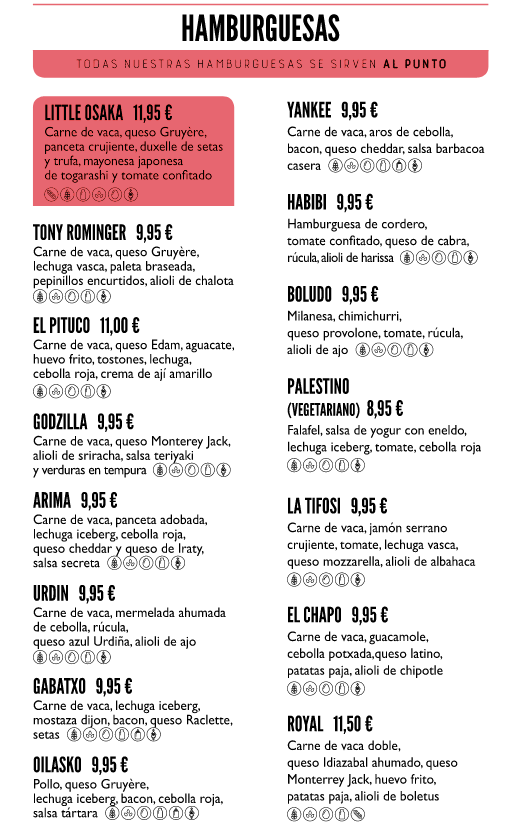 HAMBURGUESAS
TODAS NUESTRAS HAMBURGUESAS SE SIRVEN AL PUNTO
LITTLE OSAKA 11,95 €
Carne de vaca, queso Gruyère,
panceta crujiente, duxelle de setas
y trufa, mayonesa japonesa
de togarashi y tomate confitado
TONY ROMINGER 9,95 €
Carne de vaca, queso Gruyère,
lechuga vasca, paleta braseada,
pepinillos encurtidos, alioli de chalota
EL PITUCO 11,00 €
Carne de vaca, queso Edam, aguacate,
huevo frito, tostones, lechuga,
cebolla roja, crema de ají amarillo
GODZILLA 9,95 €
Carne de vaca, queso Monterey Jack,
alioli de sriracha, salsa teriyaki
y verduras en tempura
ARIMA 9,95 €
Carne de vaca, panceta adobada,
lechuga iceberg, cebolla roja,
queso cheddar y queso de Iraty,
salsa secreta
URDIN 9,95 €
Carne de vaca, mermelada ahumada
de cebolla, rúcula,
queso azul Urdiña, alioli de ajo
GABATXO 9,95 €
Carne de vaca, lechuga iceberg,
mostaza dijon, bacon, queso Raclette,
setas
OILASKO 9,95 €
Pollo, queso Gruyère,
lechuga iceberg, bacon, cebolla roja,
salsa tártara
YANKEE 9,95 €
Carne de vaca, aros de cebolla,
bacon, queso cheddar, salsa barbacoa
casera
HABIBI 9,95 €
Hamburguesa de cordero,
tomate confitado, queso de cabra,
rúcula, alioli de harissa
BOLUDO 9,95 €
Milanesa, chimichurri,
queso provolone, tomate, rúcula,
alioli de ajo
PALESTINO
(VEGETARIANO) 8,95 €
Falafel, salsa de yogur con eneldo,
lechuga iceberg, tomate, cebolla roja
LA TIFOSI 9,95 €
Carne de vaca, jamón serrano
crujiente, tomate, lechuga vasca,
queso mozzarella, alioli de albahaca
EL CHAPO 9,95 €
Carne de vaca, guacamole,
cebolla potxada,queso latino,
patatas paja, alioli de chipotle
ROYAL 11,50 €
Carne de vaca doble,
queso Idiazabal ahumado, queso
Monterrey Jack, huevo frito,
patatas paja, alioli de boletus